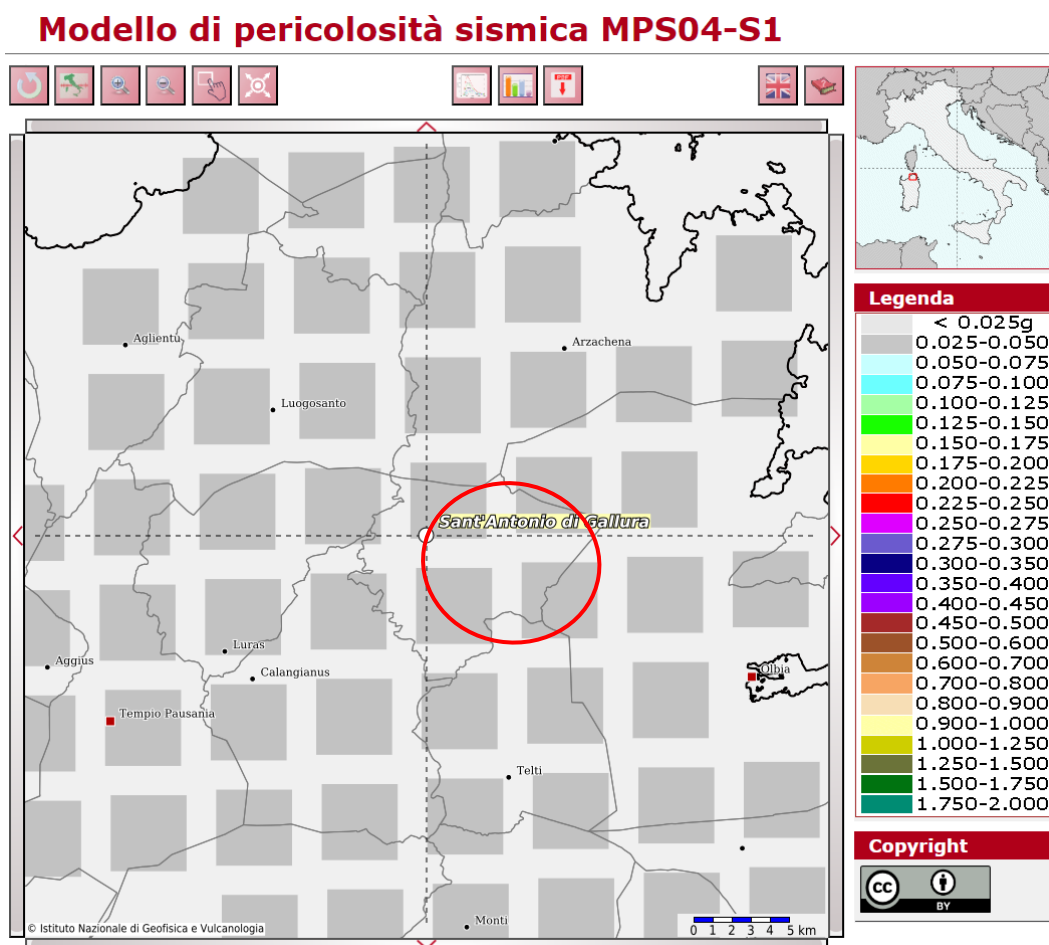 Modello di pericolosità sismica MPS04-S1
PDF
Aglientu
Arzachena
Luogosanto
Sant'Antonio di Gallura
Luras
Aggius
Calangianus
Olbia
Tempio Pausania
Telti
Monti
© Istituto Nazionale di Geofisica e Vulcanologia
0 1 2 3 4 5 km
Legenda
< 0.025g
0.025-0.050
0.050-0.075
0.075-0.100
0.100-0.125
0.125-0.150
0.150-0.175
0.175-0.200
0.200-0.225
0.225-0.250
0.250-0.275
0.275-0.300
0.300-0.350
0.350-0.400
0.400-0.450
0.450-0.500
0.500-0.600
0.600-0.700
0.700-0.800
0.800-0.900
0.900-1.000
1.000-1.250
1.250-1.500
1.500-1.750
1.750-2.000
Copyright
cc
BY